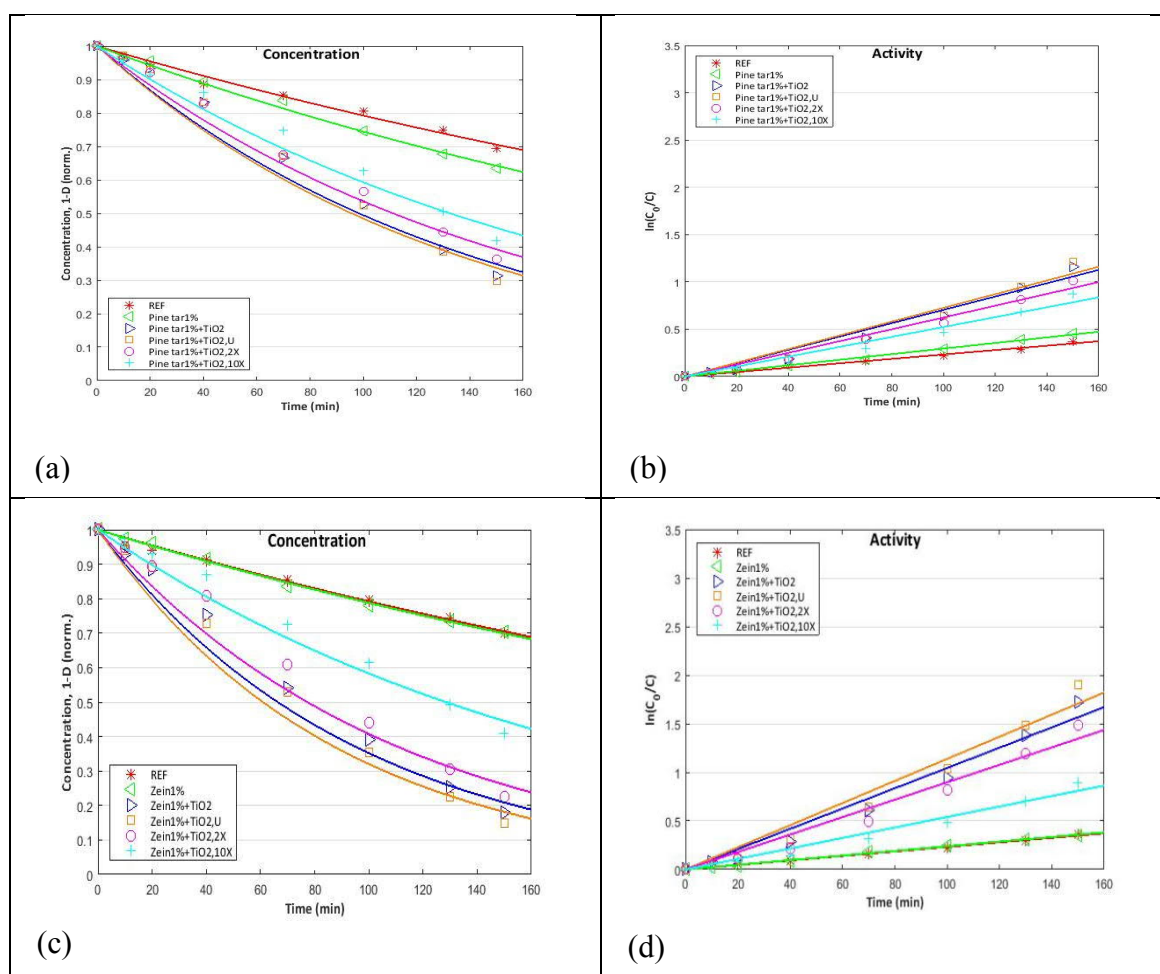 Concentration
1
0.9
0.8
0.7
0.6
0.5
0.4
0.3
0.2
0.1
0
Concentration, 1-D (norm.)
REF
Pine tar1%
Pine tar1%+TiO2
Pine tar1%+TiO2,U
Pine tar1%+TiO2,2X
Pine tar1%+TiO2,10X
0 20 40 60 80 100 120 140 160
Time (min)
(a)
Activity
3.5
3
2.5
2
1.5
1
0.5
0
ln(C0/C)
REF
Pine tar1%
Pine tar1%+TiO2
Pine tar1%+TiO2,U
Pine tar1%+TiO2,2X
Pine tar1%+TiO2,10X
0 20 40 60 80 100 120 140 160
Time (min)
(b)
Concentration
1
0.9
0.8
0.7
0.6
0.5
0.4
0.3
0.2
0.1
0
Concentration, 1-D (norm.)
REF
Zein1%
Zein1%+TiO2
Zein1%+TiO2,U
Zein1%+TiO2,2X
Zein1%+TiO2,10X
0 20 40 60 80 100 120 140 160
Time (min)
(c)
Activity
3.5
3
2.5
2
1.5
1
0.5
0
ln(C0/C)
REF
Zein1%
Zein1%+TiO2
Zein1%+TiO2,U
Zein1%+TiO2,2X
Zein1%+TiO2,10X
0 20 40 60 80 100 120 140 160
Time (min)
(d)